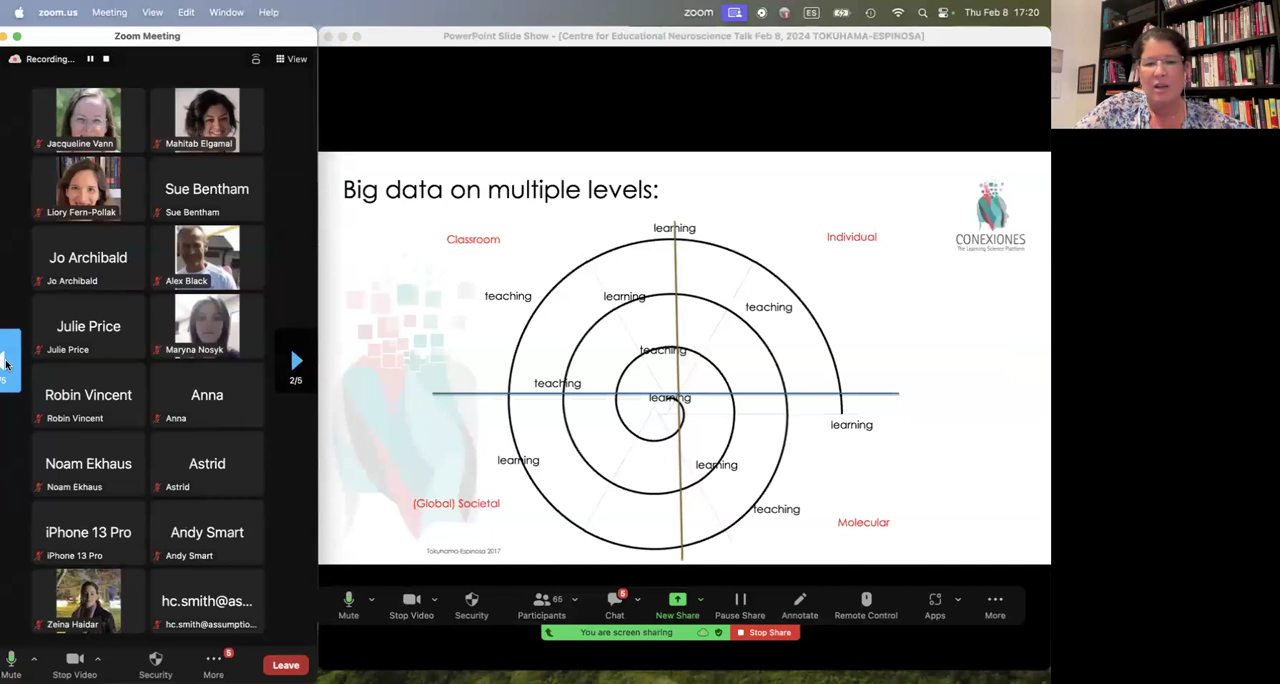 zoom.us Meeting View Edit Window Help
zoom ES Thu Feb 8 17:20
Zoom Meeting
PowerPoint Slide Show - [Centre for Educational Neuroscience Talk Feb 8, 2024 TOKUHAMA-ESPINOSA]
Recording...
View
Jacqueline Vann
Mahitab Elgamal
Liory Fern-Pollak
Sue Bentham
Sue Bentham
Jo Archibald
Jo Archibald
Alex Black
Julie Price
Julie Price
Maryna Nosyk
Robin Vincent
Robin Vincent
Anna
Anna
Noam Ekhaus
Noam Ekhaus
Astrid
Astrid
iPhone 13 Pro
iPhone 13 Pro
Andy Smart
Andy Smart
Zeina Haidar
hc.smith@as...
hc.smith@assumptio...
/5
2/5
Mute
Stop Video
Security
More
5
Leave
Big data on multiple levels:
CONEXIONES
The Learning Science Platform
Classroom
learning
Individual
teaching
learning
teaching
teaching
teaching
learning
learning
learning
learning
(Global) Societal
teaching
Molecular
Tokuhama-Espinosa 2017
Mute
Stop Video
Security
65
Participants
5
Chat
New Share
Pause Share
Annotate
Remote Control
Apps
More
You are screen sharing
Stop Share